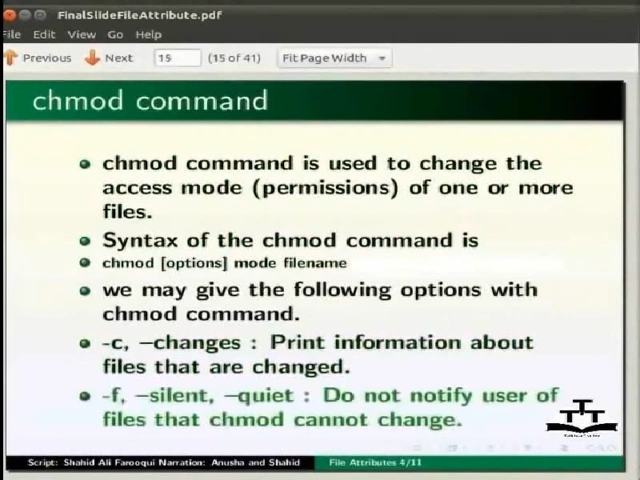 FinalSlideFileAttribute.pdf
File Edit View Go Help
Previous Next 15 (15 of 41) Fit Page Width
chmod command
chmod command is used to change the
access mode (permissions) of one or more
files.
Syntax of the chmod command is
chmod [options] mode filename
we may give the following options with
chmod command.
-c, –changes : Print information about
files that are changed.
-f, –silent, –quiet : Do not notify user of
files that chmod cannot change.
Script: Shahid Ali Farooqui Narration: Anusha and Shahid File Attributes 4/11